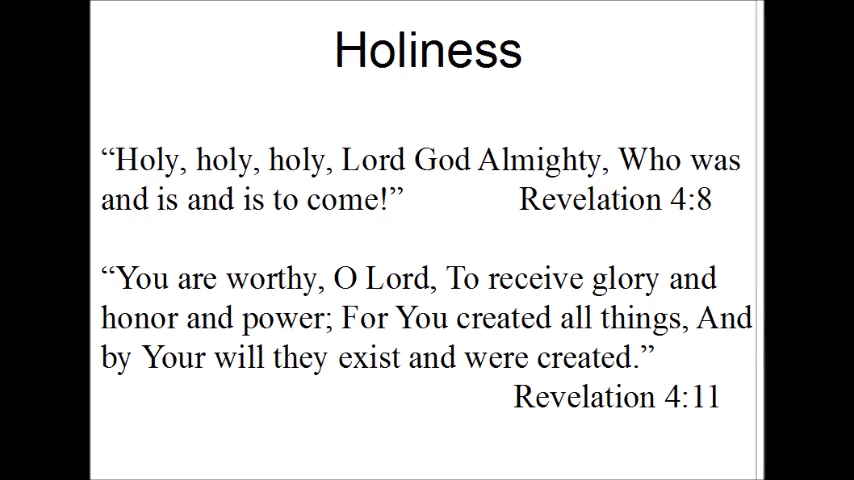 Holiness
“Holy, holy, holy, Lord God Almighty, Who was
and is and is to come!” Revelation 4:8
“You are worthy, O Lord, To receive glory and
honor and power; For You created all things, And
by Your will they exist and were created.”
Revelation 4:11